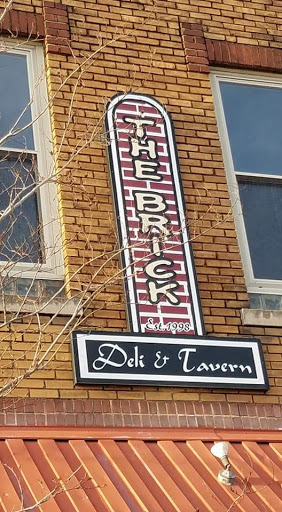 THE BRICK
Est. 1998
Deli & Tavern